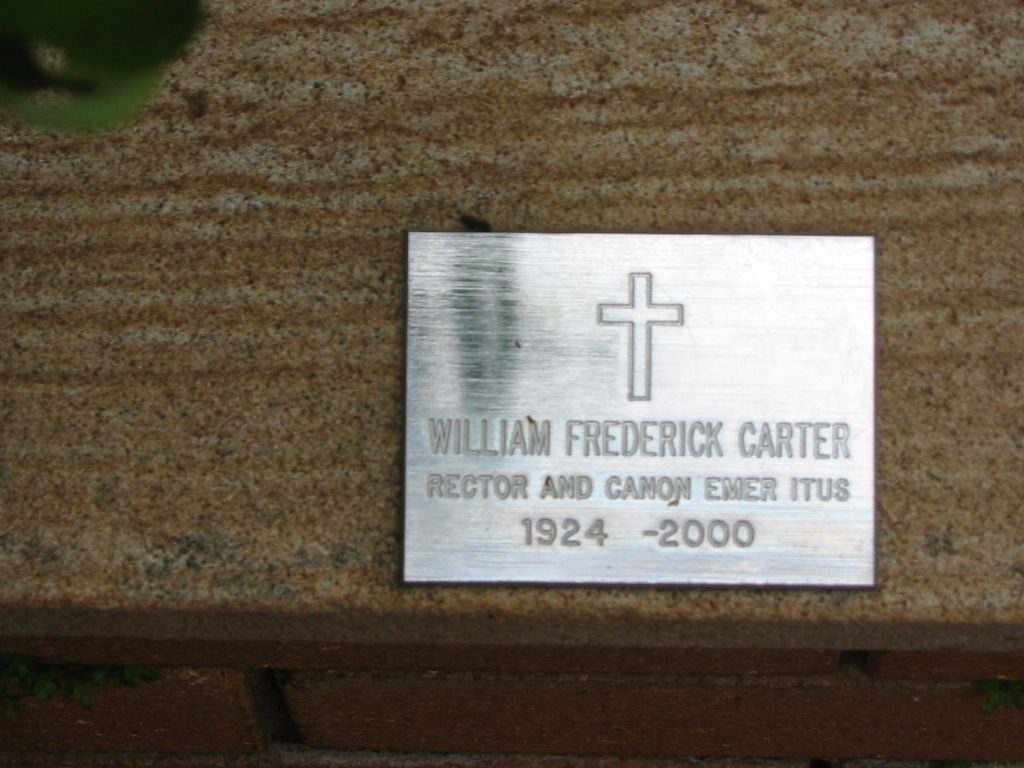 WILLIAM FREDERICK CARTER
RECTOR AND CANON EMER ITUS
1924 -2000